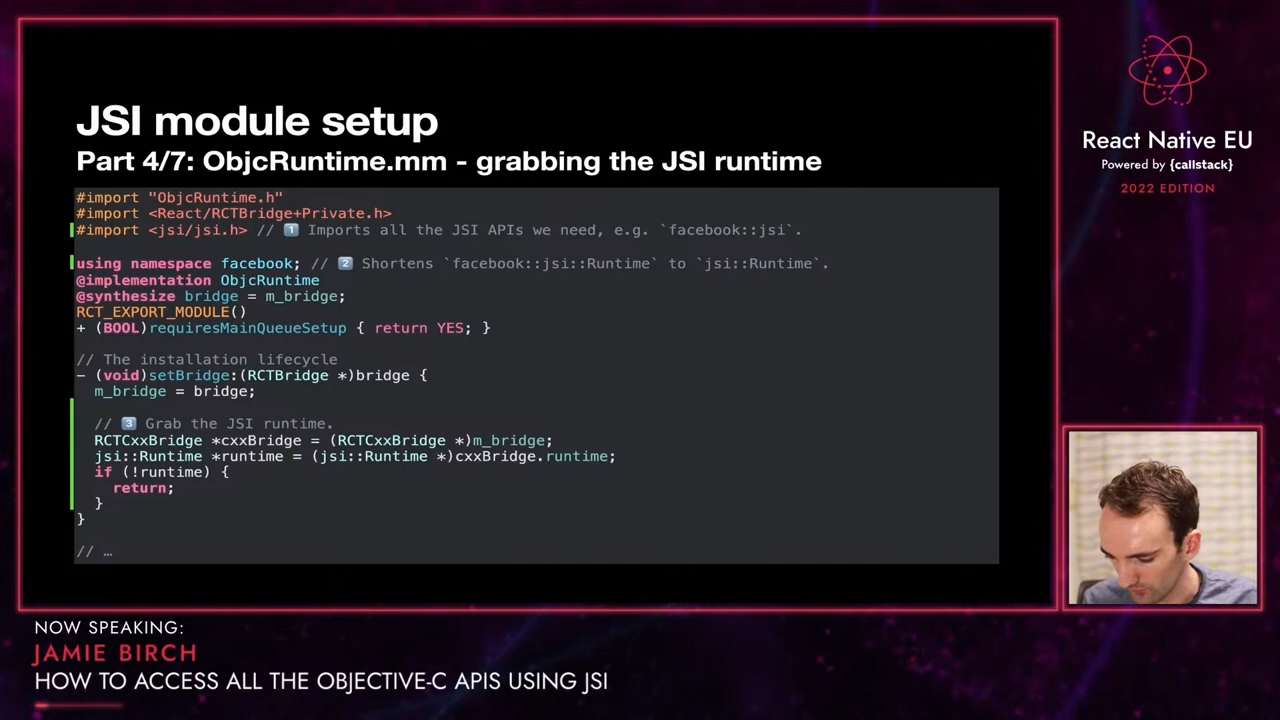 JSI module setup
Part 4/7: ObjcRuntime.mm - grabbing the JSI runtime
#import "ObjcRuntime.h"
#import <React/RCTBridge+Private.h>
#import <jsi/jsi.h> // 1️⃣ Imports all the JSI APIs we need, e.g. `facebook::jsi`.
using namespace facebook; // 2️⃣ Shortens `facebook::jsi::Runtime` to `jsi::Runtime`.
@implementation ObjcRuntime
@synthesize bridge = m_bridge;
RCT_EXPORT_MODULE()
+ (BOOL)requiresMainQueueSetup { return YES; }
// The installation lifecycle
– (void)setBridge:(RCTBridge *)bridge {
m_bridge = bridge;
// 3️⃣ Grab the JSI runtime.
RCTCxxBridge *cxxBridge = (RCTCxxBridge *)m_bridge;
jsi::Runtime *runtime = (jsi::Runtime *)cxxBridge.runtime;
if (!runtime) {
return;
}
}
// …
React Native EU
Powered by {callstack}
2022 EDITION
NOW SPEAKING:
JAMIE BIRCH
HOW TO ACCESS ALL THE OBJECTIVE-C APIS USING JSI